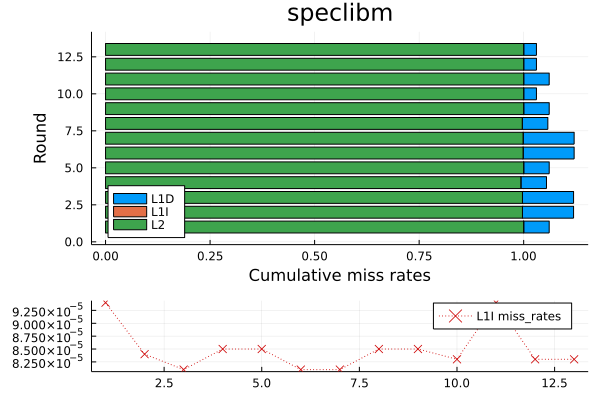 speclibm
Round
12.5
10.0
7.5
5.0
2.5
0.0
L1D
L1I
L2
0.00 0.25 0.50 0.75 1.00
Cumulative miss rates
9.250×10⁻⁵
9.000×10⁻⁵
8.750×10⁻⁵
8.500×10⁻⁵
8.250×10⁻⁵
L1I miss_rates
2.5 5.0 7.5 10.0 12.5